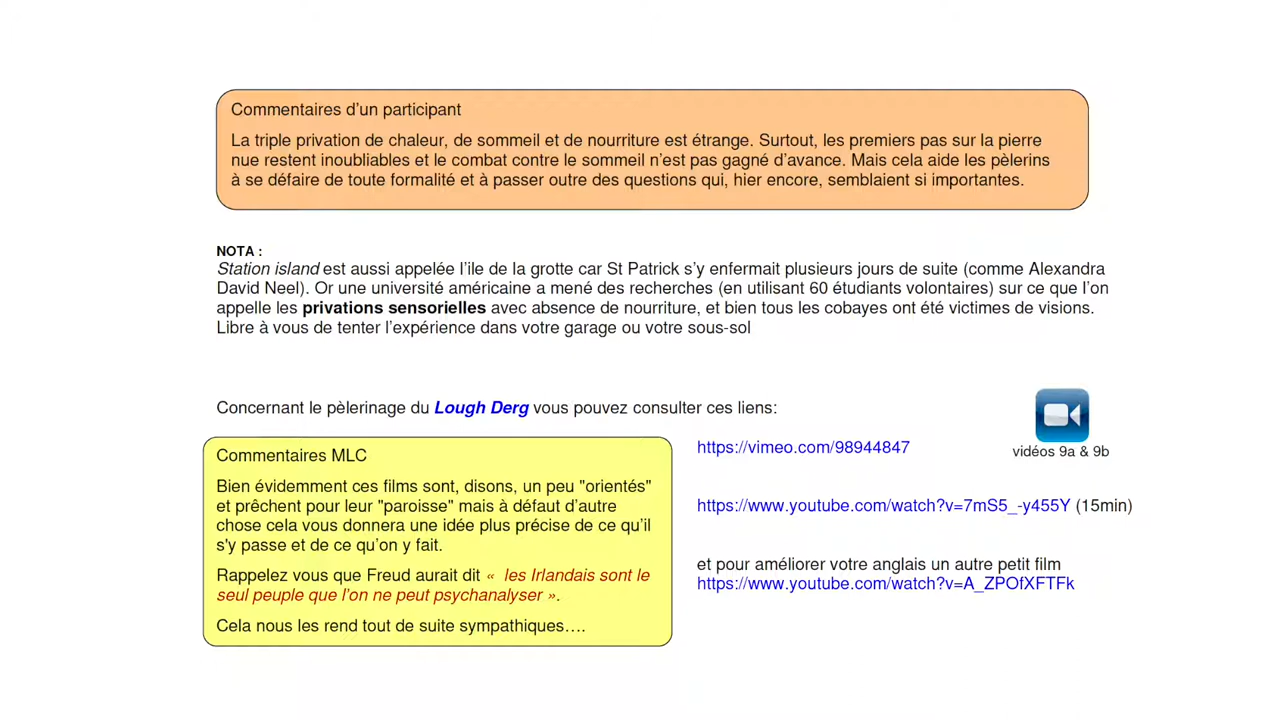 Commentaires d'un participant
La triple privation de chaleur, de sommeil et de nourriture est étrange. Surtout, les premiers pas sur la pierre
nue restent inoubliables et le combat contre le sommeil n'est pas gagné d'avance. Mais cela aide les pèlerins
à se défaire de toute formalité et à passer outre des questions qui, hier encore, semblaient si importantes.
NOTA :
Station island est aussi appelée l'ile de la grotte car St Patrick s'y enfermait plusieurs jours de suite (comme Alexandra
David Neel). Or une université américaine a mené des recherches (en utilisant 60 étudiants volontaires) sur ce que l'on
appelle les privations sensorielles avec absence de nourriture, et bien tous les cobayes ont été victimes de visions.
Libre à vous de tenter l'expérience dans votre garage ou votre sous-sol
Concernant le pèlerinage du Lough Derg vous pouvez consulter ces liens:
Commentaires MLC
Bien évidemment ces films sont, disons, un peu "orientés"
et prêchent pour leur "paroisse" mais à défaut d'autre
chose cela vous donnera une idée plus précise de ce qu'il
s'y passe et de ce qu'on y fait.
Rappelez vous que Freud aurait dit «  les Irlandais sont le
seul peuple que l'on ne peut psychanalyser ».
Cela nous les rend tout de suite sympathiques….
https://vimeo.com/98944847
vidéos 9a & 9b
https://www.youtube.com/watch?v=7mS5_-y455Y (15min)
et pour améliorer votre anglais un autre petit film
https://www.youtube.com/watch?v=A_ZPOfXFTFk